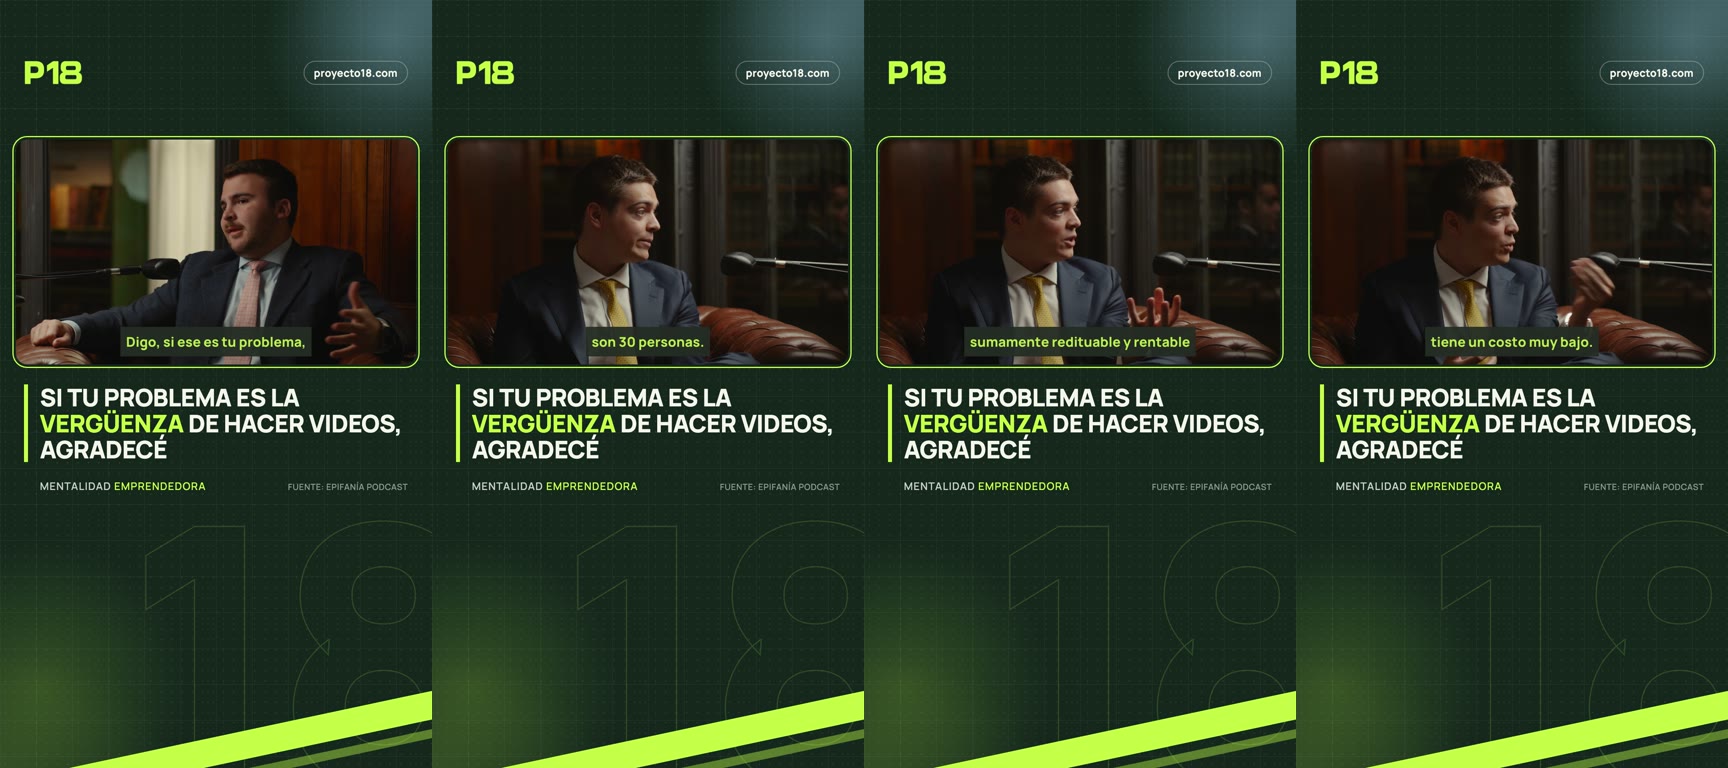 P18
proyecto18.com
Digo, si ese es tu problema,
SI TU PROBLEMA ES LA
VERGÜENZA DE HACER VIDEOS,
AGRADECÉ
MENTALIDAD EMPRENDEDORA
FUENTE: EPIFANÍA PODCAST
18
P18
proyecto18.com
son 30 personas.
SI TU PROBLEMA ES LA
VERGÜENZA DE HACER VIDEOS,
AGRADECÉ
MENTALIDAD EMPRENDEDORA
FUENTE: EPIFANÍA PODCAST
18
P18
proyecto18.com
sumamente redituable y rentable
SI TU PROBLEMA ES LA
VERGÜENZA DE HACER VIDEOS,
AGRADECÉ
MENTALIDAD EMPRENDEDORA
FUENTE: EPIFANÍA PODCAST
18
P18
proyecto18.com
tiene un costo muy bajo.
SI TU PROBLEMA ES LA
VERGÜENZA DE HACER VIDEOS,
AGRADECÉ
MENTALIDAD EMPRENDEDORA
FUENTE: EPIFANÍA PODCAST
18